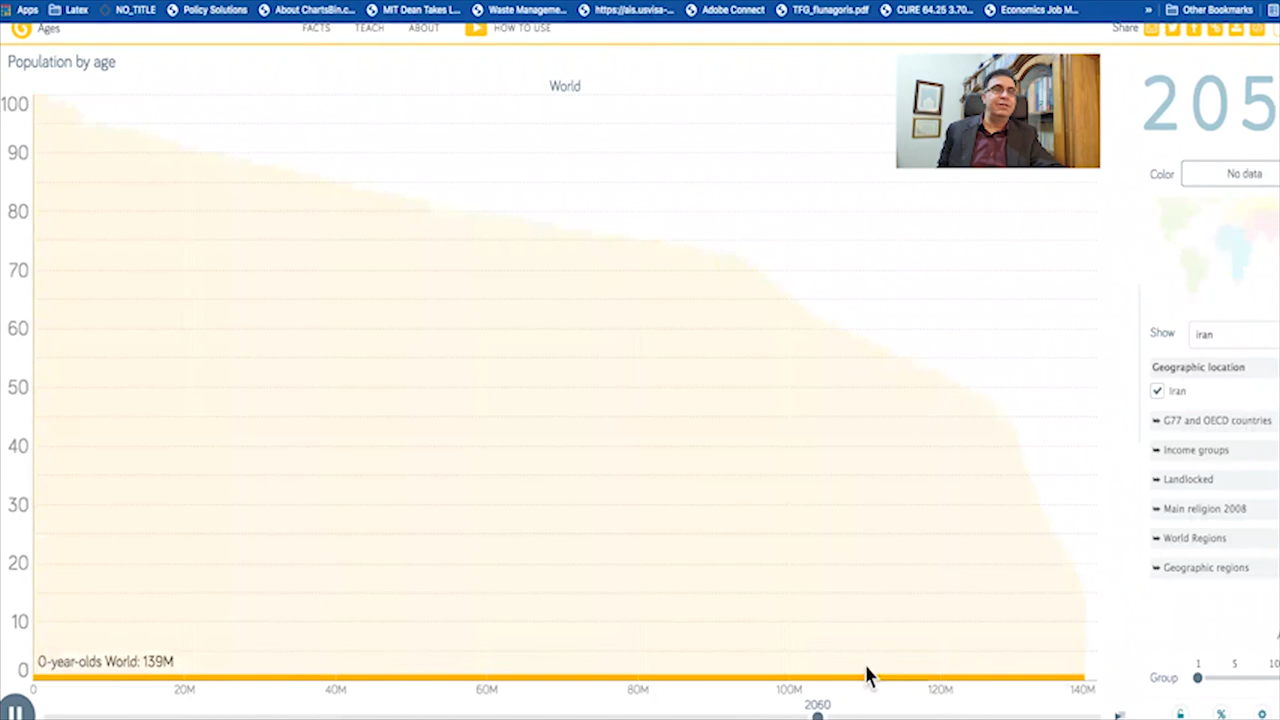 Apps Latex NO_TITLE Policy Solutions About ChartsBin.c... MIT Dean Takes L... Waste Manageme... https://ais.usvisa-... Adobe Connect TFG_flunagoris.pdf CURE 64.25 3.70... Economics Job M... » Other Bookmarks
Ages FACTS TEACH ABOUT HOW TO USE Share
Population by age
World
205
100
90
80
70
60
50
40
30
20
10
0
Color No data
Show iran
Geographic location
Iran
G77 and OECD countries
Income groups
Landlocked
Main religion 2008
World Regions
Geographic regions
0-year-olds World: 139M
0 20M 40M 60M 80M 100M 120M 140M
Group 1 5 10
2060
%